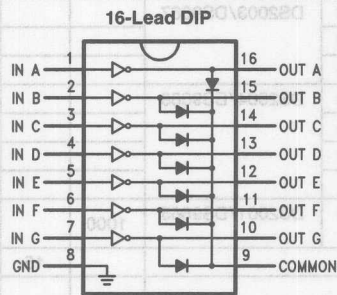 16-Lead DIP
1 16
IN A OUT A
2 15
IN B OUT B
3 14
IN C OUT C
4 13
IN D OUT D
5 12
IN E OUT E
6 11
IN F OUT F
7 10
IN G OUT G
8 9
GND COMMON